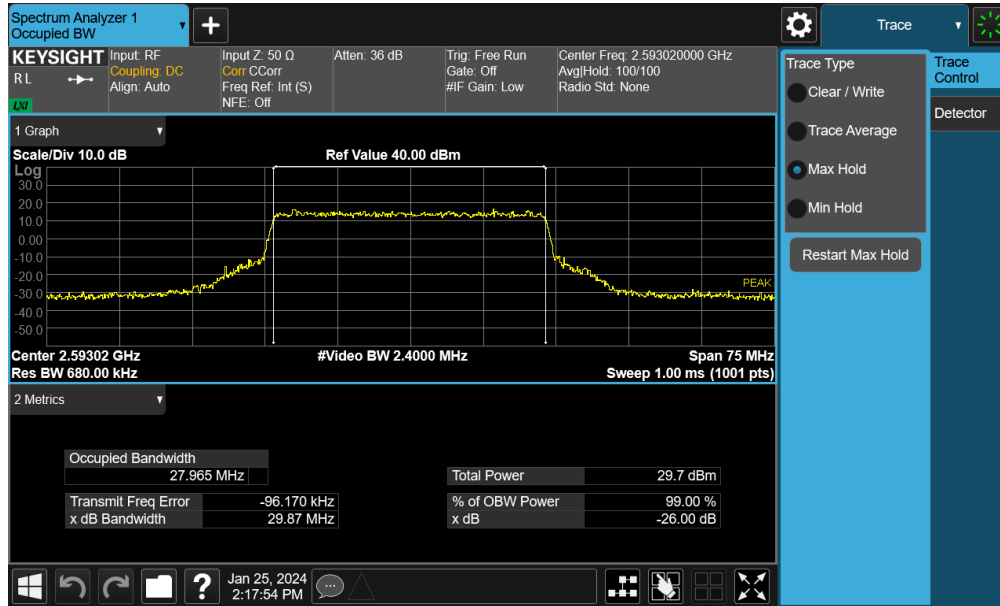 Spectrum Analyzer 1
Occupied BW
+
Trace
KEYSIGHT Input: RF Input Z: 50 Ω Atten: 36 dB Trig: Free Run Center Freq: 2.593020000 GHz
RL Coupling: DC Corr CCorr Gate: Off Avg|Hold: 100/100
Align: Auto Freq Ref: Int (S) #IF Gain: Low Radio Std: None
LXI NFE: Off
Trace Type
Clear / Write
Trace Average
Max Hold
Min Hold
Restart Max Hold
Trace
Control
Detector
1 Graph
Scale/Div 10.0 dB Ref Value 40.00 dBm
Log
30.0
20.0
10.0
0.00
-10.0
-20.0
-30.0
-40.0
-50.0
PEAK
Center 2.59302 GHz #Video BW 2.4000 MHz Span 75 MHz
Res BW 680.00 kHz Sweep 1.00 ms (1001 pts)
2 Metrics
Occupied Bandwidth
27.965 MHz Total Power 29.7 dBm
Transmit Freq Error -96.170 kHz % of OBW Power 99.00 %
x dB Bandwidth 29.87 MHz x dB -26.00 dB
? Jan 25, 2024
2:17:54 PM